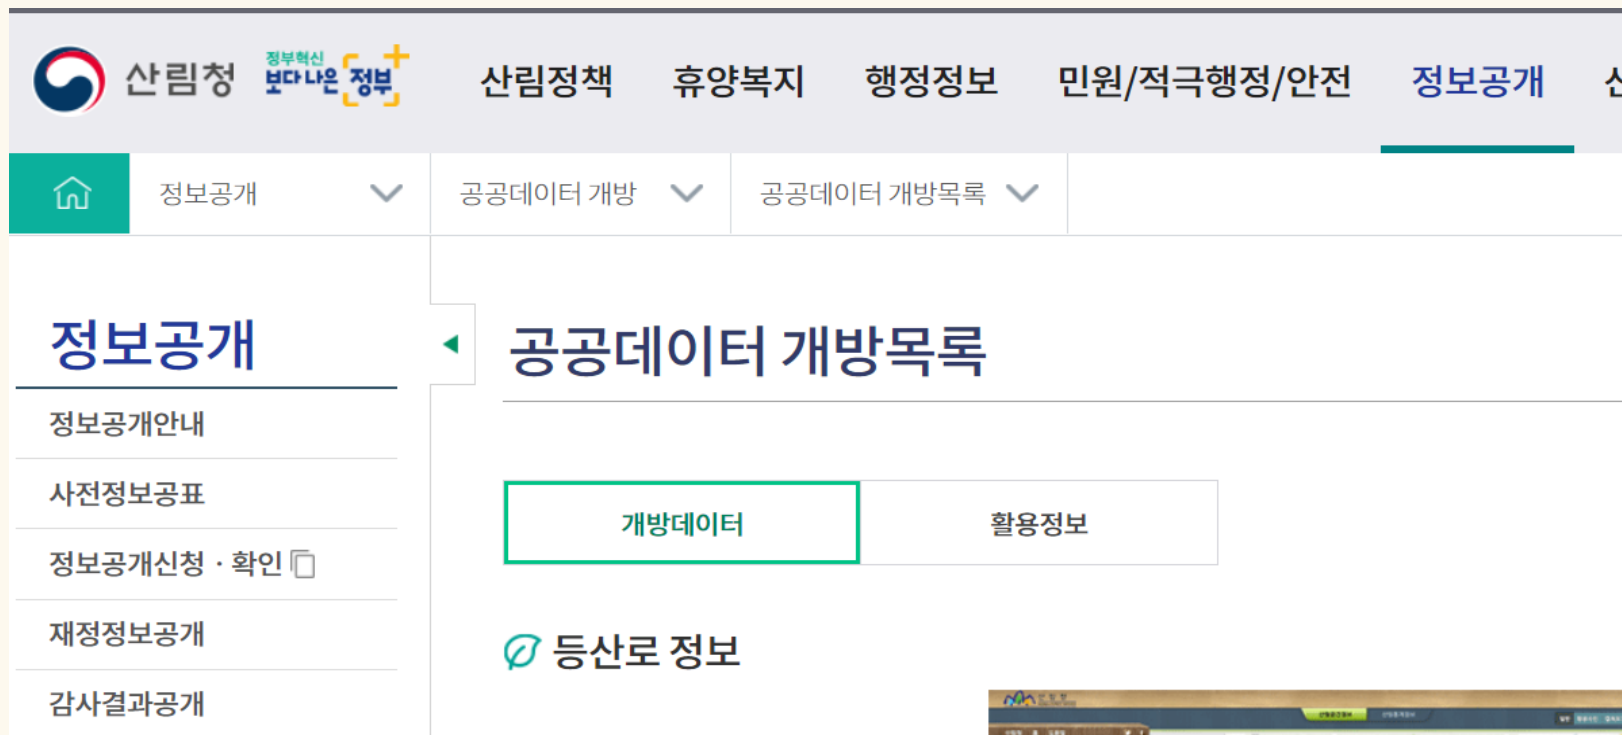 산림청
정부혁신
보다나은 정부
산림정책 휴양복지 행정정보 민원/적극행정/안전 정보공개
정보공개 공공데이터 개방 공공데이터 개방목록
정보공개
정보공개안내
사전정보공표
정보공개신청 · 확인
재정정보공개
감사결과공개
공공데이터 개방목록
개방데이터 활용정보
등산로 정보